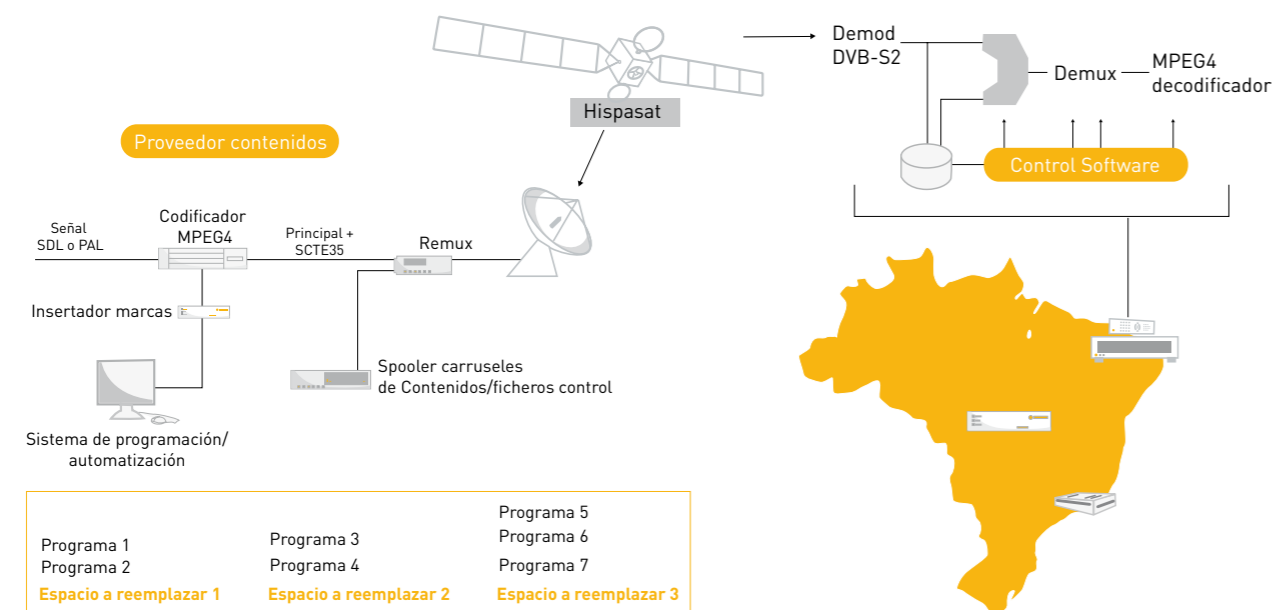 Demod
DVB-S2
Demux
MPEG4
decodificador
Hispasat
Control Software
Proveedor contenidos
Señal
SDL o PAL
Codificador
MPEG4
Principal +
SCTE35
Remux
Insertador marcas
Spooler carruseles
de Contenidos/ficheros control
Sistema de programación/
automatización
Programa 1
Programa 2
Espacio a reemplazar 1
Programa 3
Programa 4
Espacio a reemplazar 2
Programa 5
Programa 6
Programa 7
Espacio a reemplazar 3